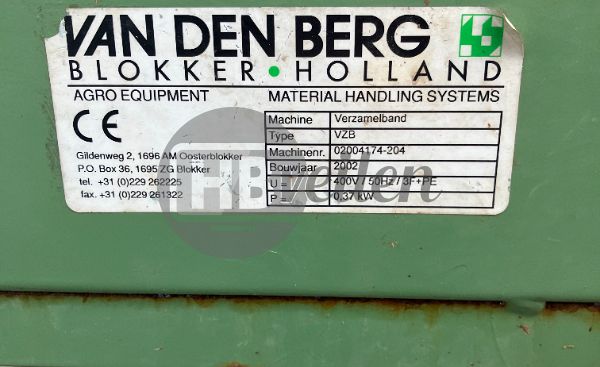 VAN DEN BERG
BLOKKER • HOLLAND
AGRO EQUIPMENT MATERIAL HANDLING SYSTEMS
CE
Gildenweg 2, 1696 AM Oosterblokker
P.O. Box 36, 1695 ZG Blokker
tel. +31 (0)229 262225
fax. +31 (0)229 261322
Machine Verzamelband
Type VZB
Machinenr. 02004174-204
Bouwjaar 2002
U = 400V / 50Hz / 3F+PE
P = 0,37 kW